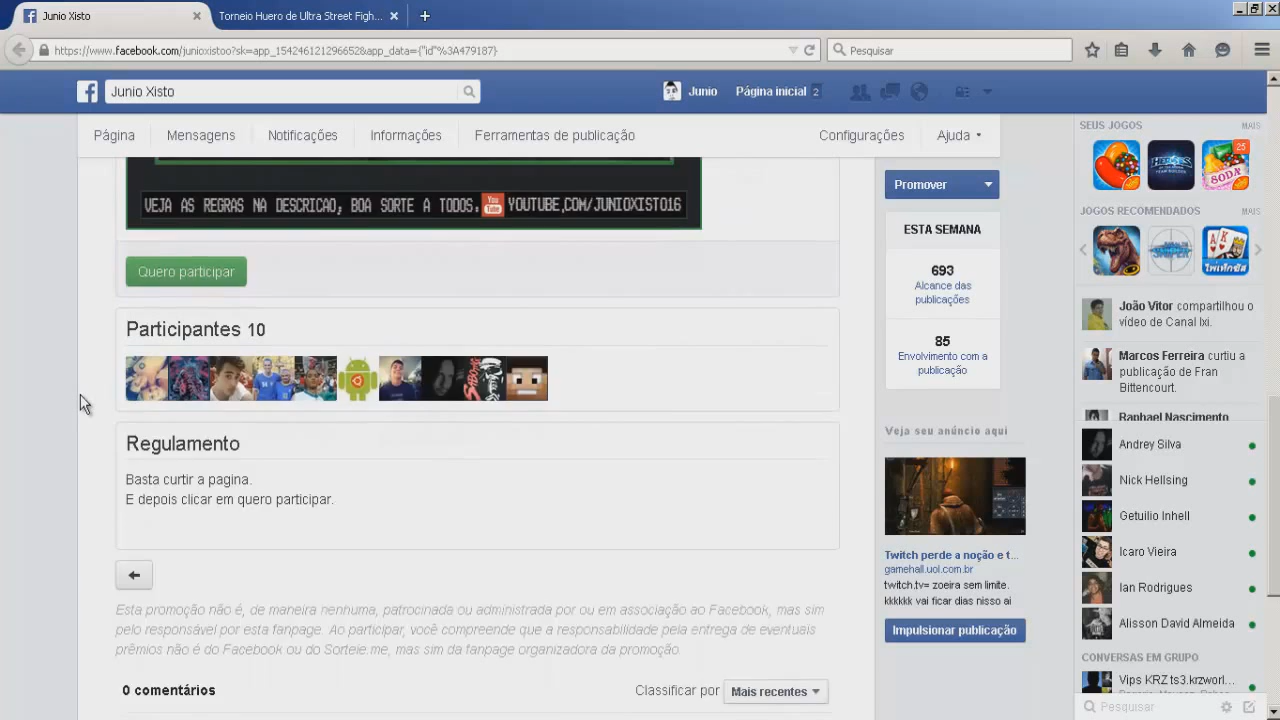 Junio Xisto
Torneio Huero de Ultra Street Figh...
https://www.facebook.com/junioxistoo?sk=app_154246121296652&app_data={"id"%3A479187}
Pesquisar
Junio Xisto
Junio
Página inicial 2
Página
Mensagens
Notificações
Informações
Ferramentas de publicação
Configurações
Ajuda
VEJA AS REGRAS NA DESCRICAO, BOA SORTE A TODOS. You Tube YOUTUBE.COM/JUNIOXISTO16
Quero participar
Participantes 10
Regulamento
Basta curtir a pagina.
E depois clicar em quero participar.
Esta promoção não é, de maneira nenhuma, patrocinada ou administrada por ou em associação ao Facebook, mas sim
pelo responsável por esta fanpage. Ao participar, você compreende que a responsabilidade pela entrega de eventuais
prêmios não é do Facebook ou do Sorteie.me, mas sim da fanpage organizadora da promoção.
0 comentários
Classificar por
Mais recentes
Promover
ESTA SEMANA
693
Alcance das
publicações
85
Envolvimento com a
publicação
Veja seu anúncio aqui
Twitch perde a noção e t...
gamehall.uol.com.br
twitch.tv= zoeira sem limite.
kkkkkk vai ficar dias nisso ai
Impulsionar publicação
SEUS JOGOS
MAIS
25
SODA
JOGOS RECOMENDADOS
MAIS
João Vitor compartilhou o
vídeo de Canal Ixi.
Marcos Ferreira curtiu a
publicação de Fran
Bittencourt.
Raphael Nascimento
Andrey Silva
Nick Hellsing
Getuilio Inhell
Icaro Vieira
Ian Rodrigues
Alisson David Almeida
CONVERSAS EM GRUPO
Vips KRZ ts3.krzworl...
Pesquisar